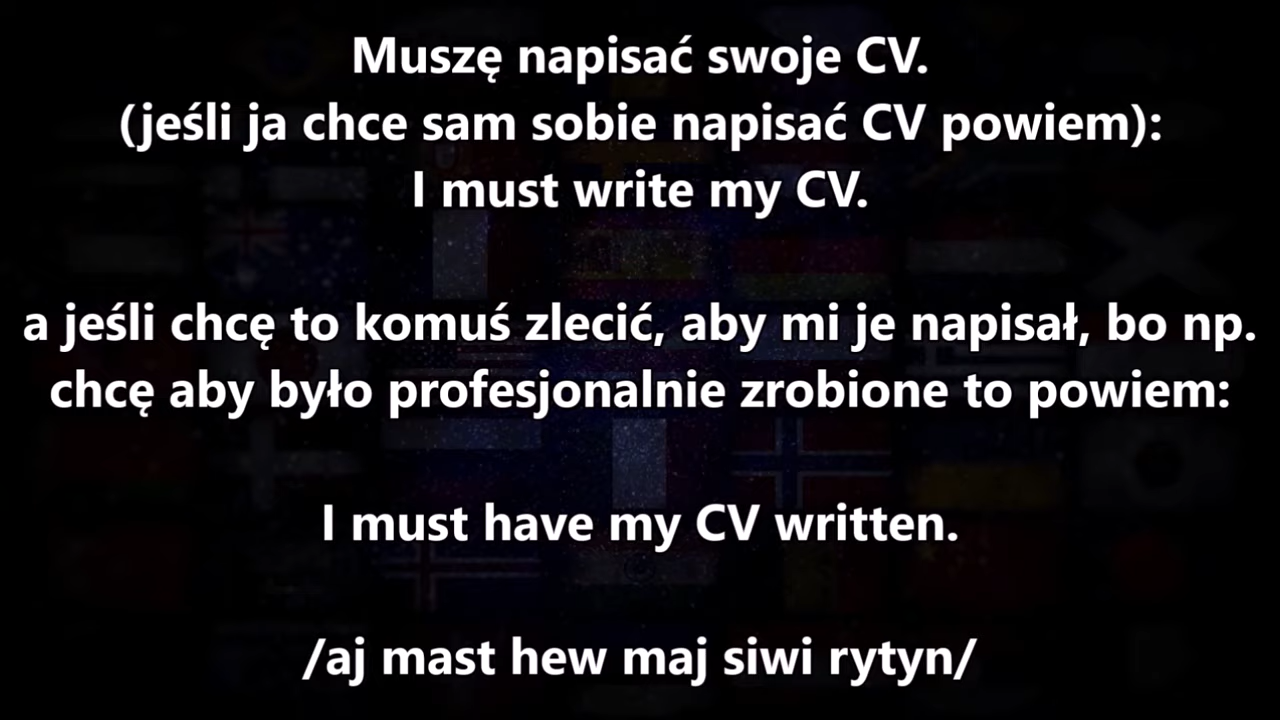 Muszę napisać swoje CV.
(jeśli ja chce sam sobie napisać CV powiem):
I must write my CV.
a jeśli chcę to komuś zlecić, aby mi je napisał, bo np.
chcę aby było profesjonalnie zrobione to powiem:
I must have my CV written.
/aj mast hew maj siwi rytyn/